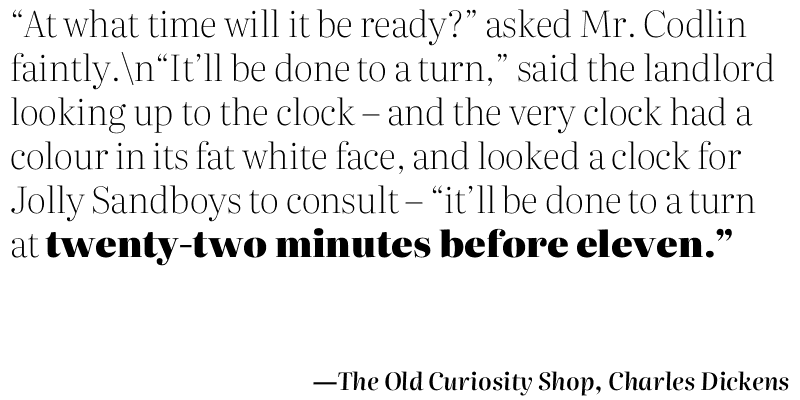 “At what time will it be ready?” asked Mr. Codlin
faintly.\n“It’ll be done to a turn,” said the landlord
looking up to the clock – and the very clock had a
colour in its fat white face, and looked a clock for
Jolly Sandboys to consult – “it’ll be done to a turn
at twenty-two minutes before eleven.”
—The Old Curiosity Shop, Charles Dickens